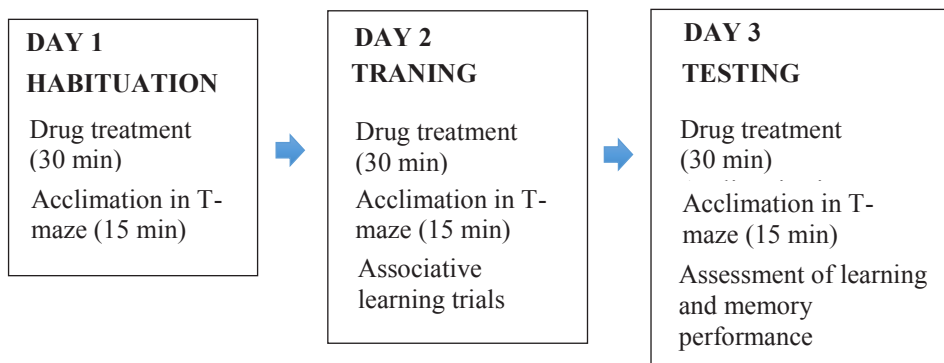 DAY 1
HABITUATION
Drug treatment
(30 min)
Acclimation in T-
maze (15 min)
DAY 2
TRANING
Drug treatment
(30 min)
Acclimation in T-
maze (15 min)
Associative
learning trials
DAY 3
TESTING
Drug treatment
(30 min)
Acclimation in T-
maze (15 min)
Assessment of learning
and memory
performance